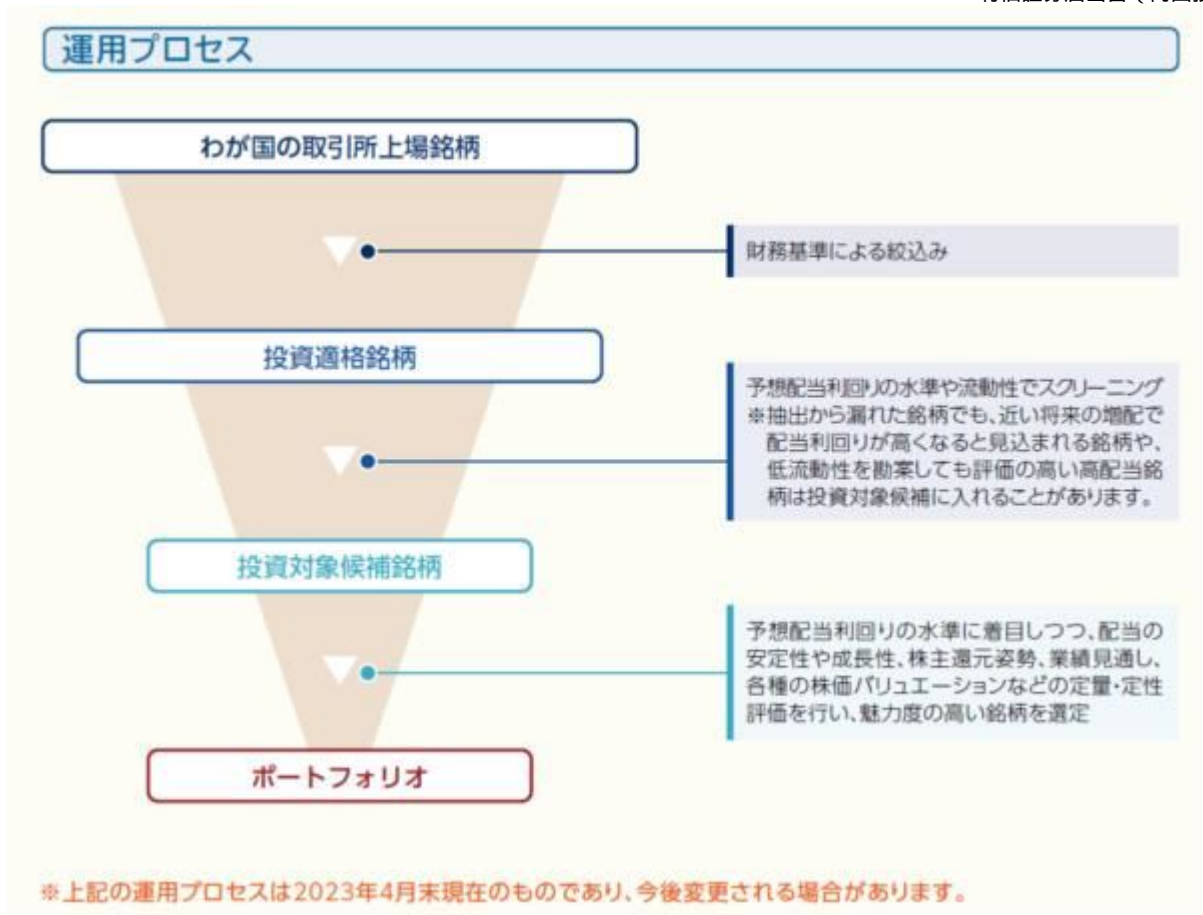 運用プロセス
わが国の取引所上場銘柄
財務基準による絞込み
投資適格銘柄
予想配当利回りの水準や流動性でスクリーニング
※抽出から漏れた銘柄でも、近い将来の増配で
配当利回りが高くなると見込まれる銘柄や、
低流動性を勘案しても評価の高い高配当銘
柄は投資対象候補に入れることがあります。
投資対象候補銘柄
予想配当利回りの水準に着目しつつ、配当の
安定性や成長性、株主還元姿勢、業績見通し、
各種の株価バリュエーションなどの定量・定性
評価を行い、魅力度の高い銘柄を選定
ポートフォリオ
※上記の運用プロセスは2023年4月末現在のものであり、今後変更される場合があります。